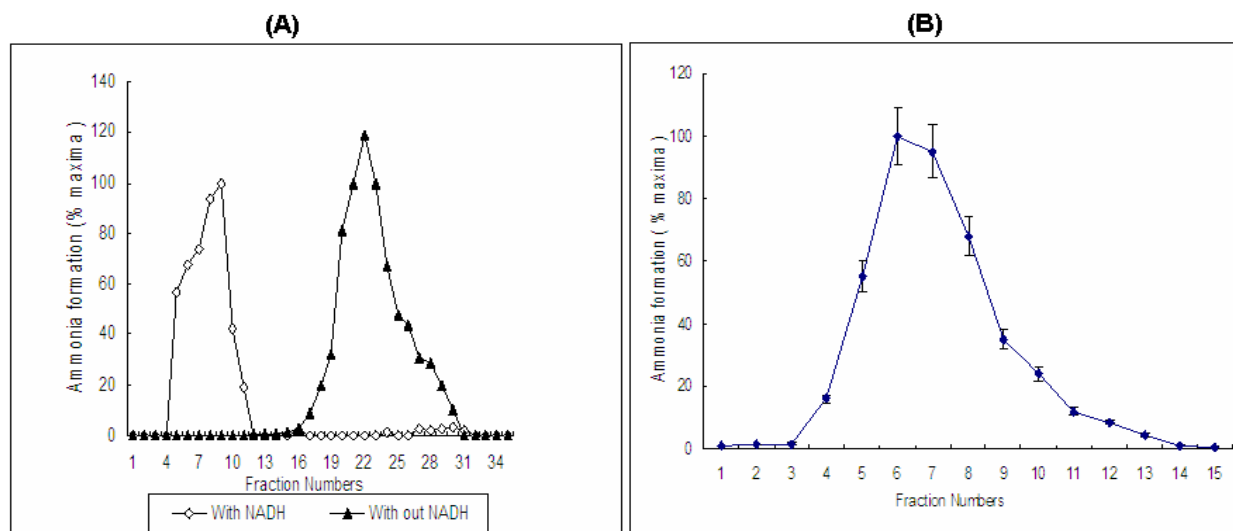 (A)
Ammonia formation (% maxima)
140
120
100
80
60
40
20
0
1 4 7 10 13 16 19 22 25 28 31 34
Fraction Numbers
With NADH With out NADH
(B)
Ammonia formation ( % maxima)
120
100
80
60
40
20
0
1 2 3 4 5 6 7 8 9 10 11 12 13 14 15
Fraction Numbers